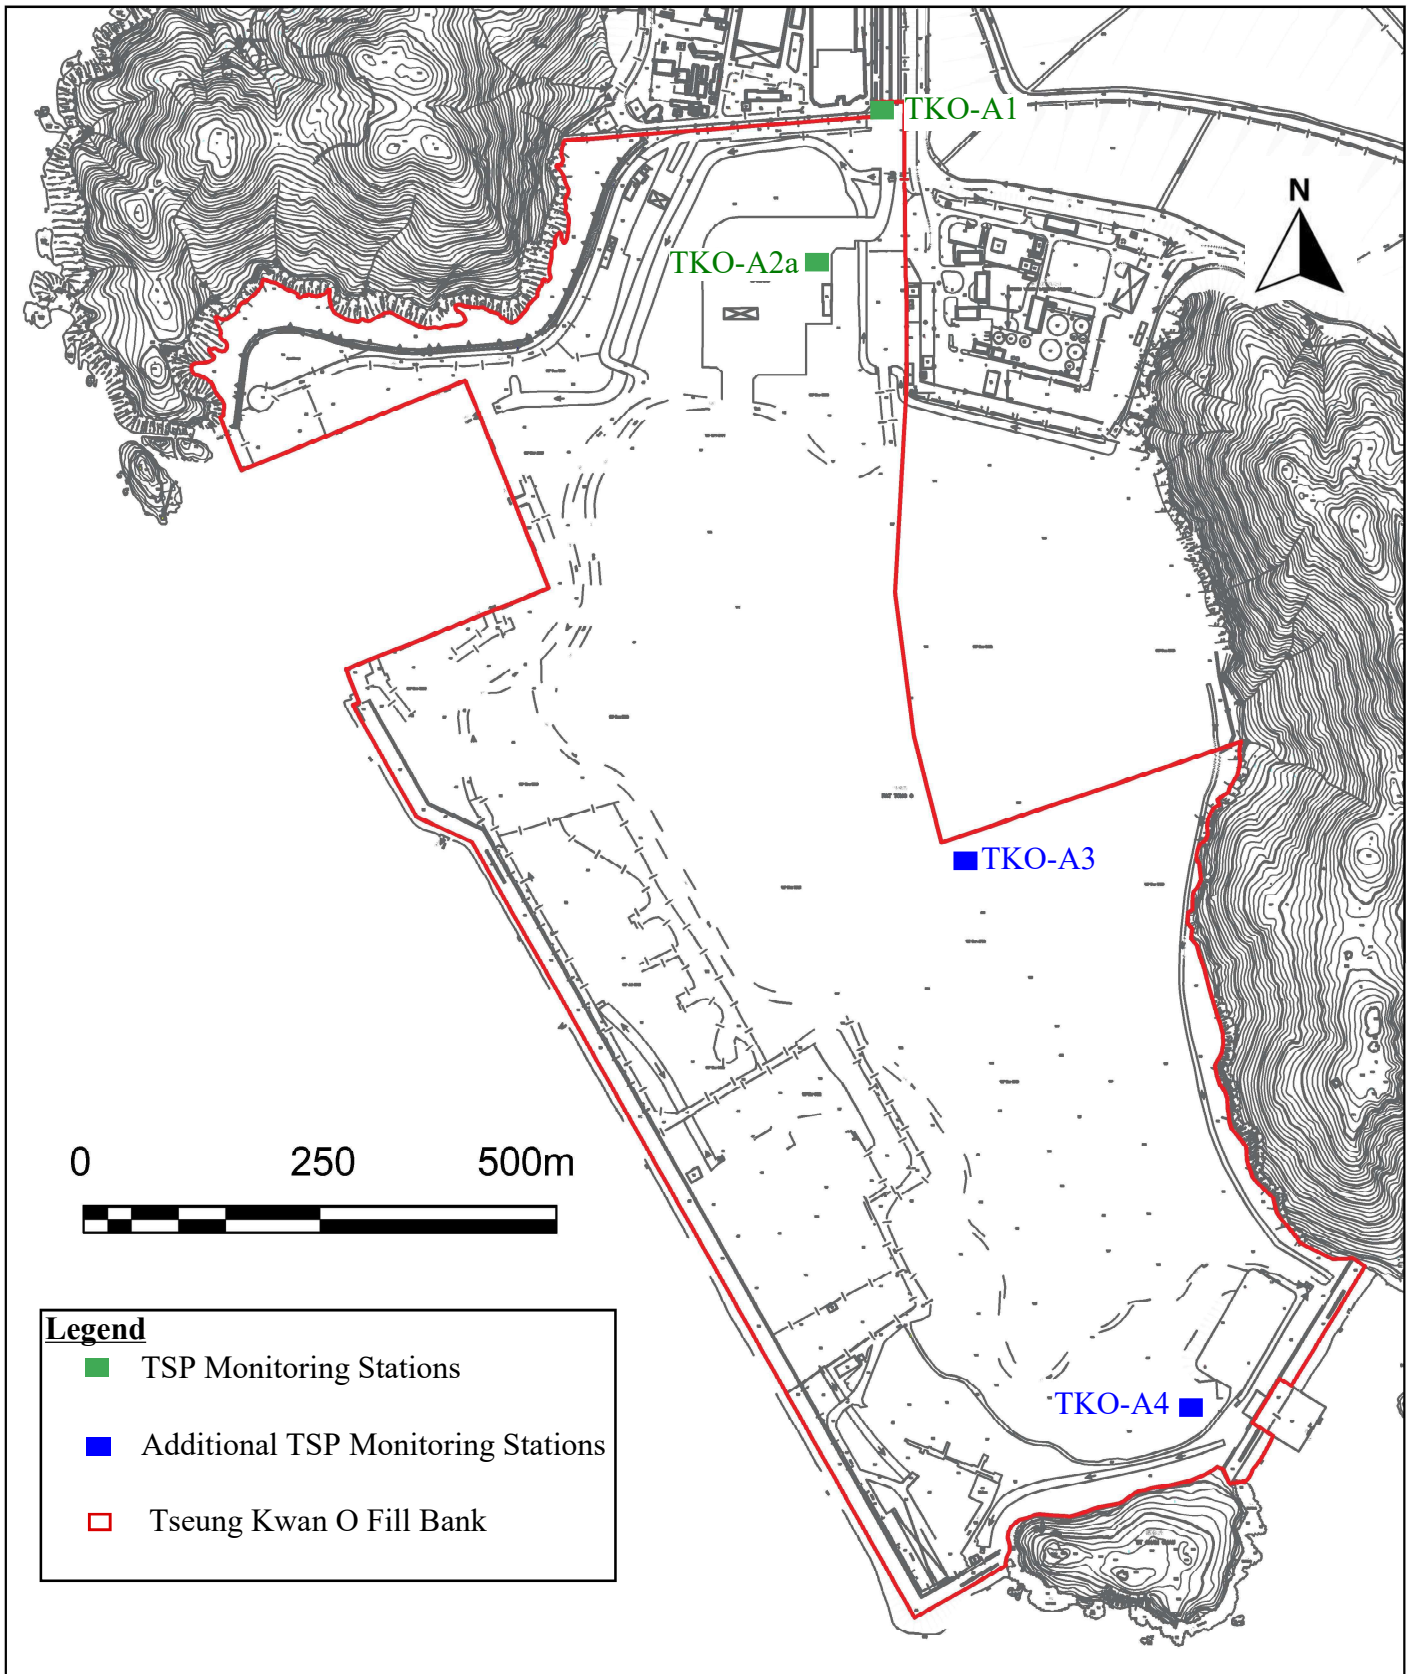 TKO-A1
N
TKO-A2a
TKO-A3
0 250 500m
Legend
TSP Monitoring Stations
TKO-A4
Additional TSP Monitoring Stations
Tseung Kwan O Fill Bank